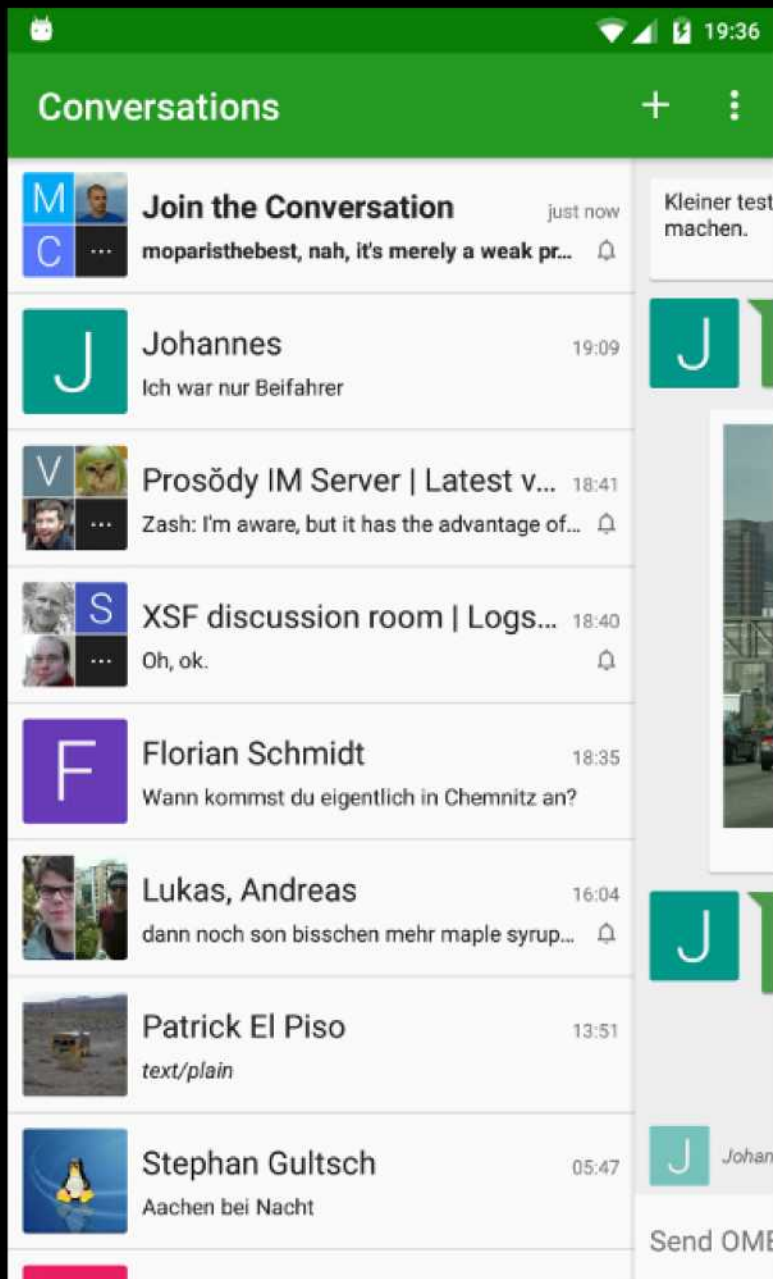 19:36
Conversations
M
C
Join the Conversation
just now
moparisthebest, nah, it's merely a weak pr...
J
Johannes
19:09
Ich war nur Beifahrer
V
Prosŏdy IM Server | Latest v...
18:41
Zash: I'm aware, but it has the advantage of...
S
XSF discussion room | Logs...
18:40
Oh, ok.
F
Florian Schmidt
18:35
Wann kommst du eigentlich in Chemnitz an?
Lukas, Andreas
16:04
dann noch son bisschen mehr maple syrup...
Patrick El Piso
13:51
text/plain
Stephan Gultsch
05:47
Aachen bei Nacht
Kleiner test
machen.
J
J
J
Johan
Send OME